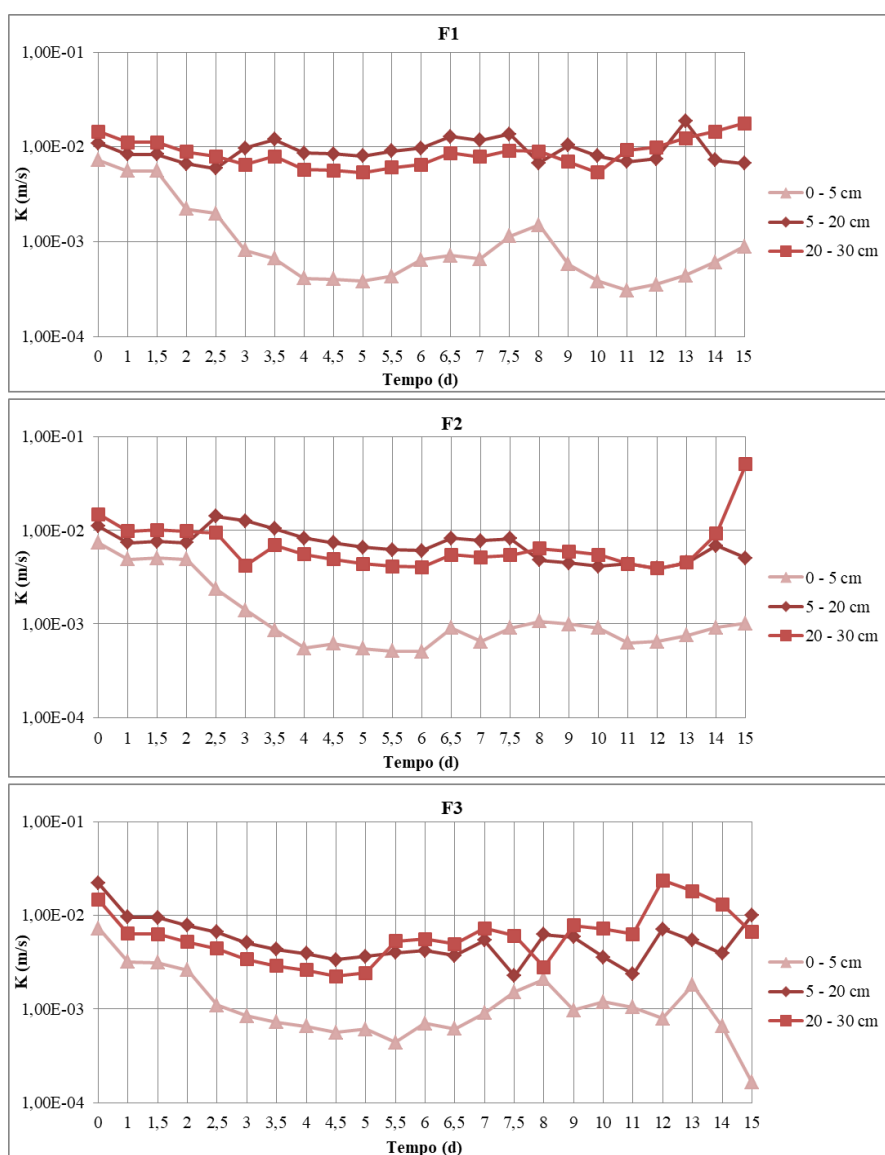 F1
1,00E-01
1,00E-02
1,00E-03
1,00E-04
K (m/s)
0 1 1,5 2 2,5 3 3,5 4 4,5 5 5,5 6 6,5 7 7,5 8 9 10 11 12 13 14 15
Tempo (d)
0 - 5 cm
5 - 20 cm
20 - 30 cm
F2
1,00E-01
1,00E-02
1,00E-03
1,00E-04
K (m/s)
0 1 1,5 2 2,5 3 3,5 4 4,5 5 5,5 6 6,5 7 7,5 8 9 10 11 12 13 14 15
Tempo (d)
0 - 5 cm
5 - 20 cm
20 - 30 cm
F3
1,00E-01
1,00E-02
1,00E-03
1,00E-04
K (m/s)
0 1 1,5 2 2,5 3 3,5 4 4,5 5 5,5 6 6,5 7 7,5 8 9 10 11 12 13 14 15
Tempo (d)
0 - 5 cm
5 - 20 cm
20 - 30 cm